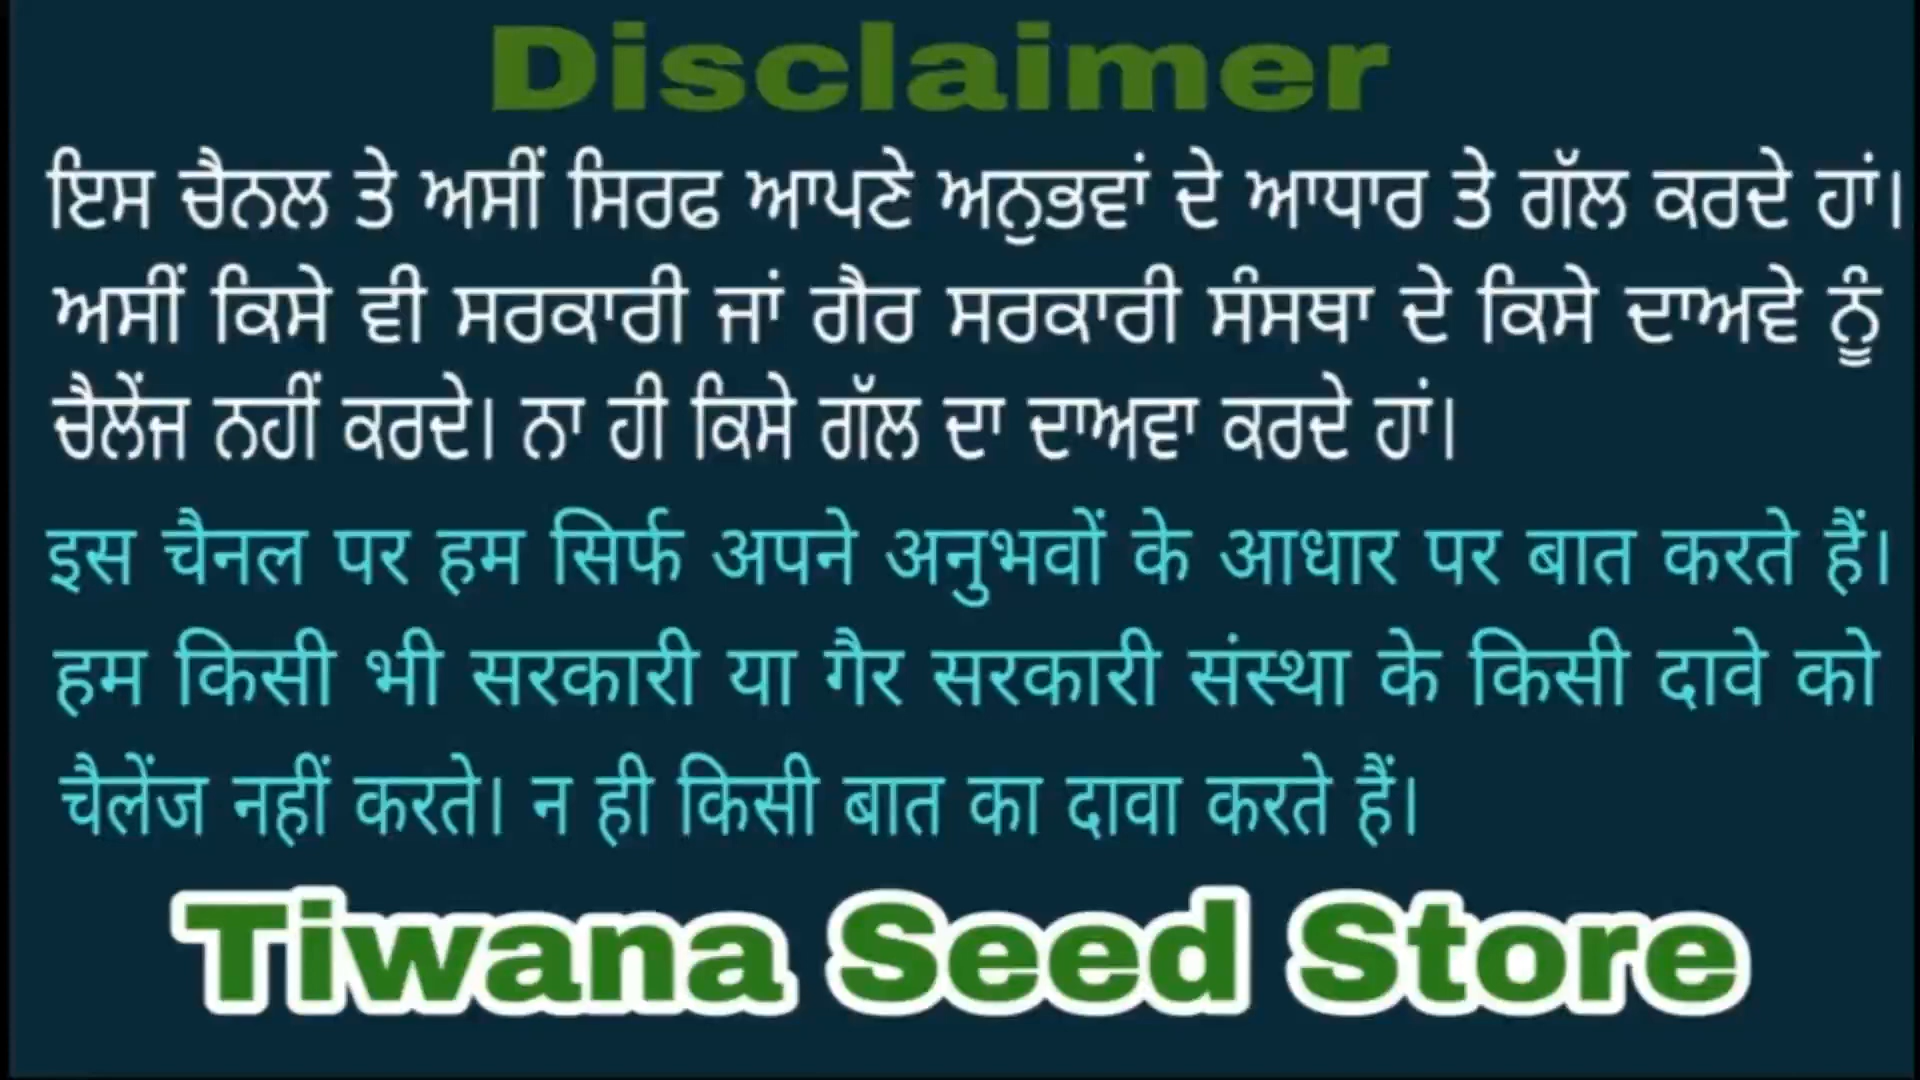 Disclaimer
ਇਸ ਚੈਨਲ ਤੇ ਅਸੀਂ ਸਿਰਫ ਆਪਣੇ ਅਨੁਭਵਾਂ ਦੇ ਆਧਾਰ ਤੇ ਗੱਲ ਕਰਦੇ ਹਾਂ।
ਅਸੀਂ ਕਿਸੇ ਵੀ ਸਰਕਾਰੀ ਜਾਂ ਗੈਰ ਸਰਕਾਰੀ ਸੰਸਥਾ ਦੇ ਕਿਸੇ ਦਾਅਵੇ ਨੂੰ
ਚੈਲੇਂਜ ਨਹੀਂ ਕਰਦੇ। ਨਾ ਹੀ ਕਿਸੇ ਗੱਲ ਦਾ ਦਾਅਵਾ ਕਰਦੇ ਹਾਂ।
इस चैनल पर हम सिर्फ अपने अनुभवों के आधार पर बात करते हैं।
हम किसी भी सरकारी या गैर सरकारी संस्था के किसी दावे को
चैलेंज नहीं करते। न ही किसी बात का दावा करते हैं।
Tiwana Seed Store